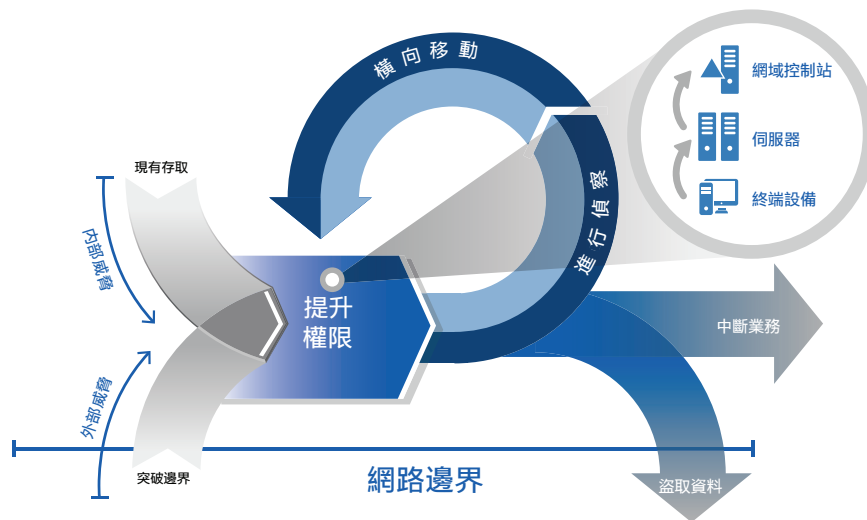 橫向移動
網域控制站
伺服器
終端設備
現有存取
內部威脅
進行偵察
提升
權限
中斷業務
外部威脅
突破邊界
網路邊界
盜取資料